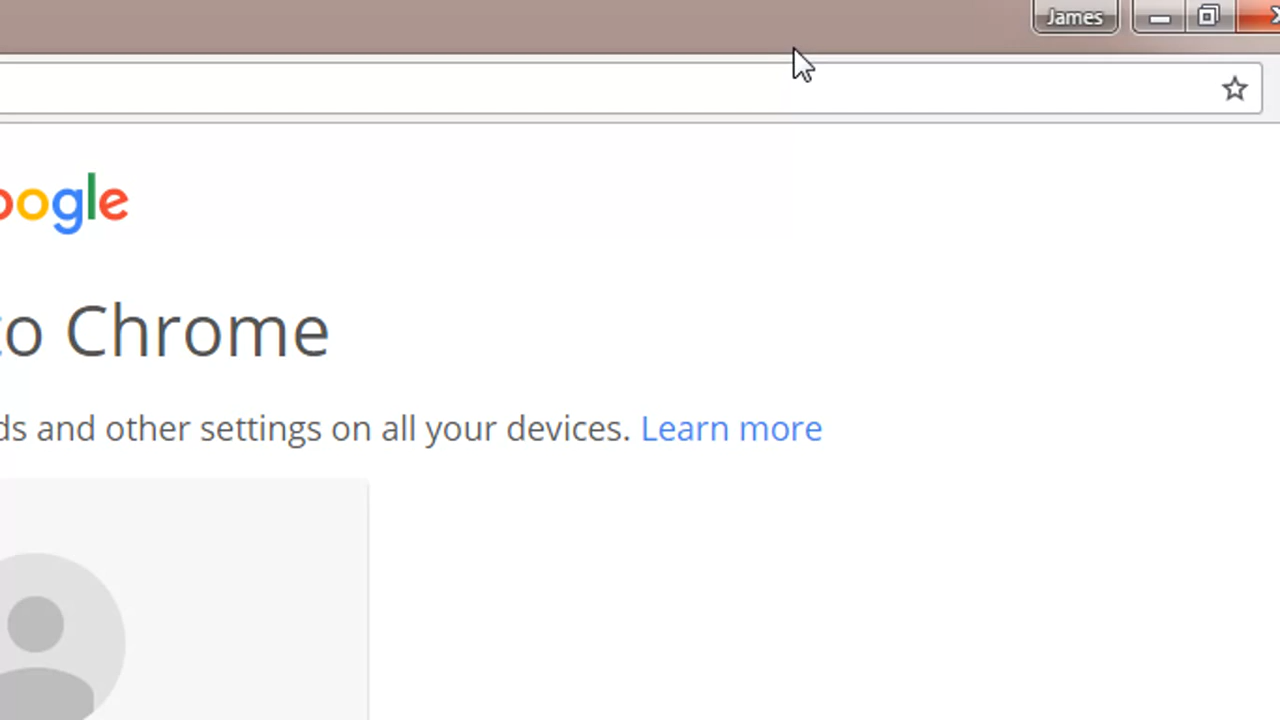 James
oogle
to Chrome
ds and other settings on all your devices. Learn more